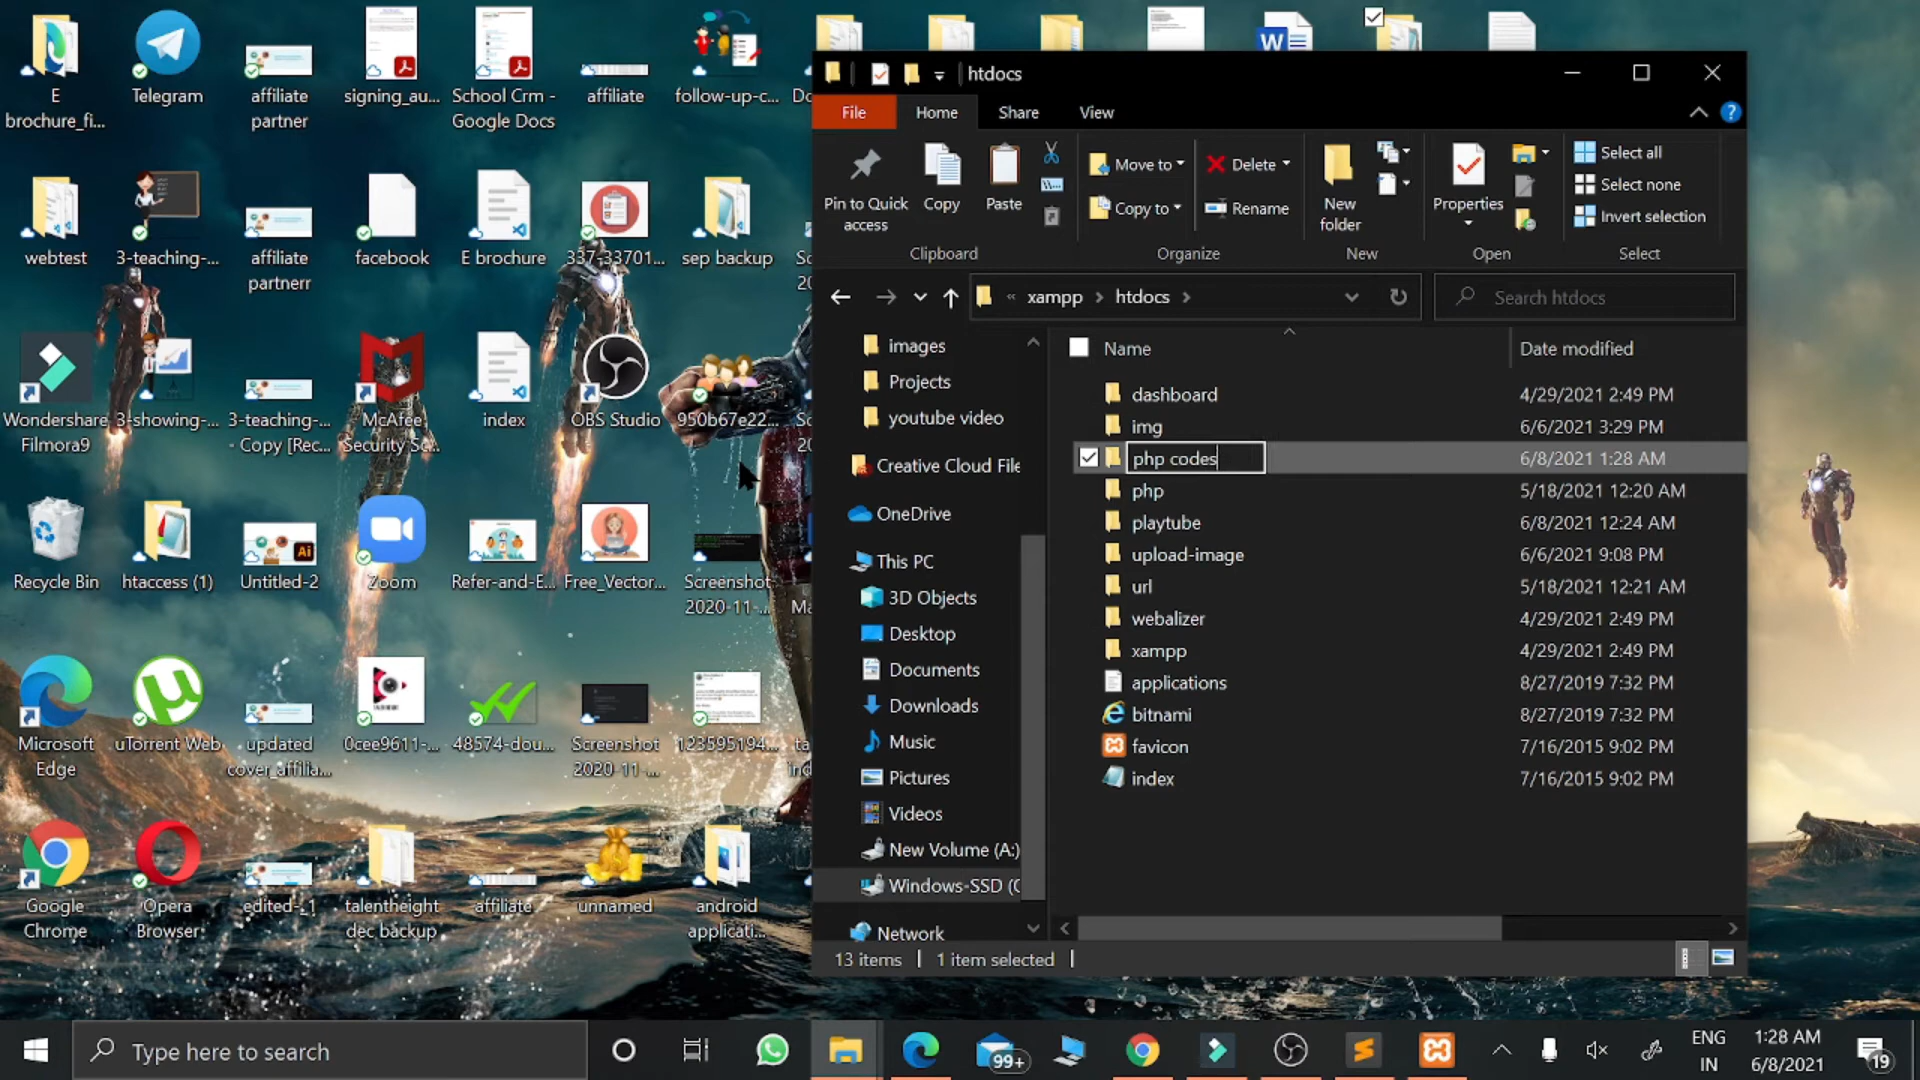 E
brochure_fi...
Telegram
affiliate
partner
signing_au...
School Crm -
Google Docs
affiliate
follow-up-c...
webtest
3-teaching-...
affiliate
partnerr
facebook
E brochure
337-33701...
sep backup
Wondershare
Filmora9
3-showing-...
3-teaching-...
- Copy [Rec...
McAfee
Security Sc...
index
OBS Studio
950b67e22...
Recycle Bin
htaccess (1)
Untitled-2
Zoom
Refer-and-E...
Free_Vector...
Screenshot
2020-11-...
Microsoft
Edge
uTorrent Web
updated
cover_affilia...
0cee9611-...
48574-dou...
Screenshot
2020-11-...
123595194...
Google
Chrome
Opera
Browser
edited-_1
talentheight
dec backup
affiliate
unnamed
android
applicati...
htdocs
File
Home
Share
View
Pin to Quick
access
Copy
Paste
Clipboard
Move to
Copy to
Delete
Rename
Organize
New
folder
New
Properties
Open
Select all
Select none
Invert selection
Select
« xampp > htdocs >
Search htdocs
images
Projects
youtube video
Creative Cloud File
OneDrive
This PC
3D Objects
Desktop
Documents
Downloads
Music
Pictures
Videos
New Volume (A:)
Windows-SSD (C
Network
Name Date modified
dashboard 4/29/2021 2:49 PM
img 6/6/2021 3:29 PM
php codes 6/8/2021 1:28 AM
php 5/18/2021 12:20 AM
playtube 6/8/2021 12:24 AM
upload-image 6/6/2021 9:08 PM
url 5/18/2021 12:21 AM
webalizer 4/29/2021 2:49 PM
xampp 4/29/2021 2:49 PM
applications 8/27/2019 7:32 PM
bitnami 8/27/2019 7:32 PM
favicon 7/16/2015 9:02 PM
index 7/16/2015 9:02 PM
13 items 1 item selected
Type here to search
99+
ENG
IN
1:28 AM
6/8/2021
19